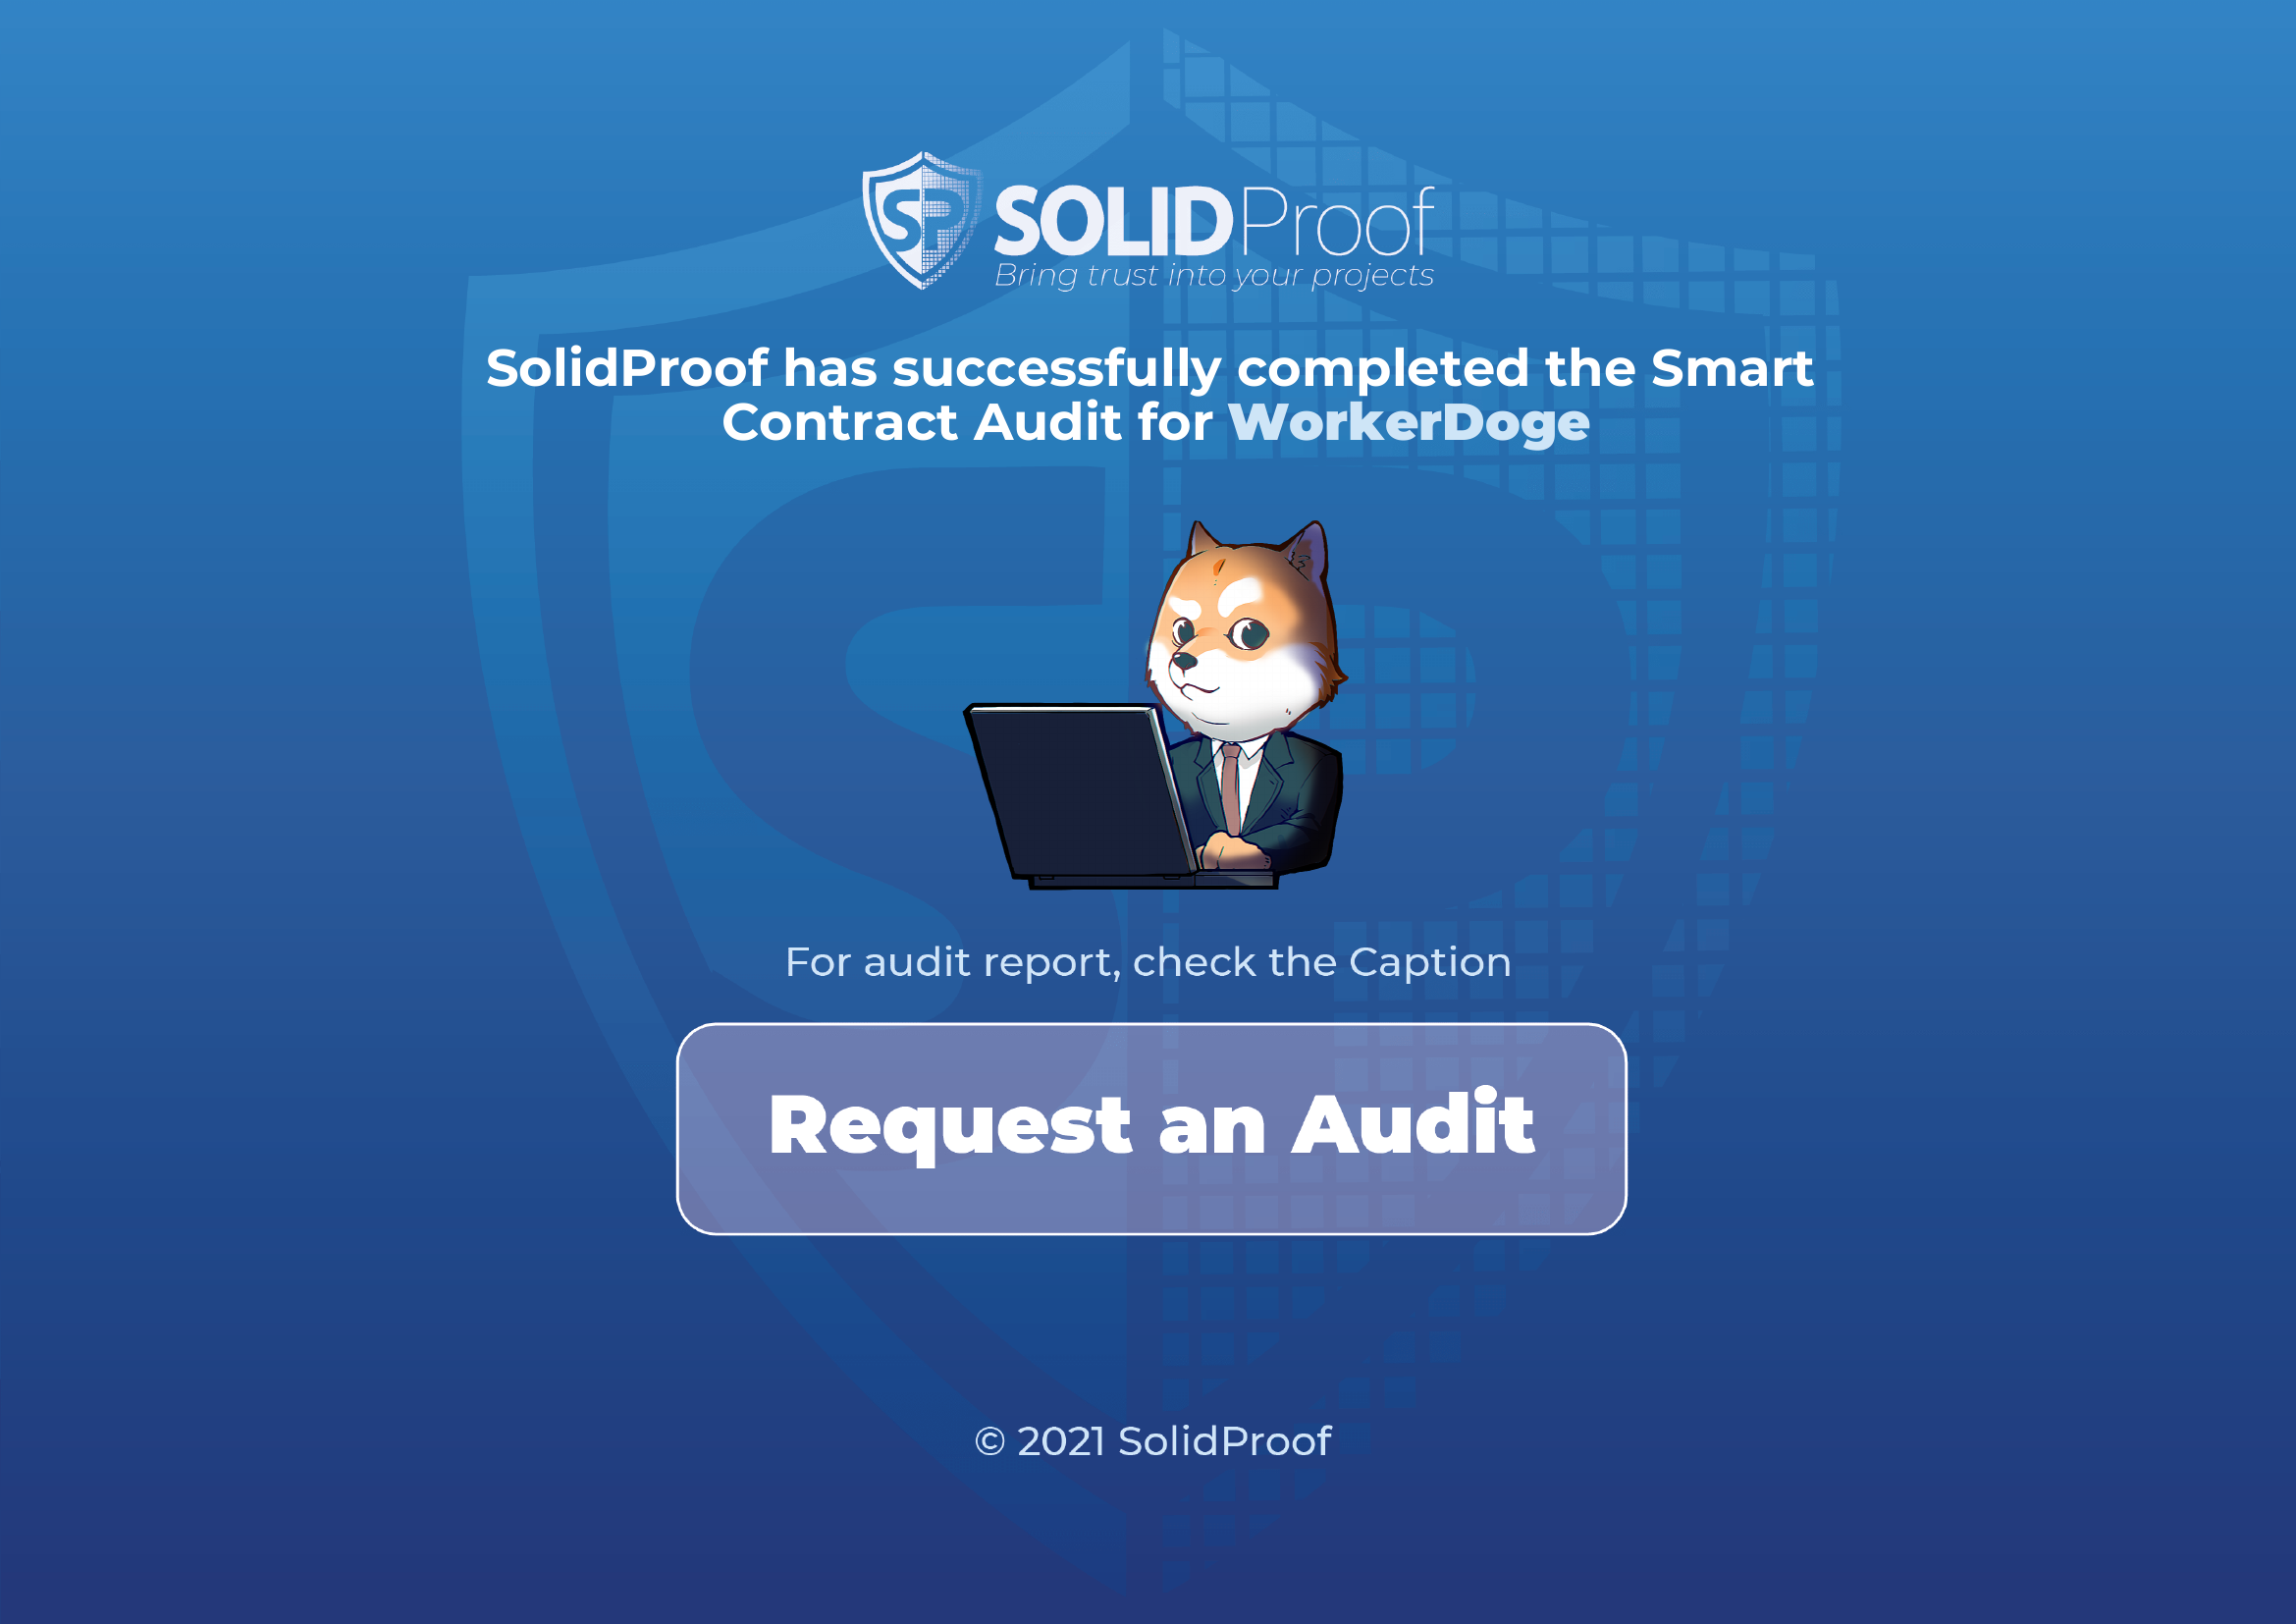 SP SOLIDProof
Bring trust into your projects
SolidProof has successfully completed the Smart
Contract Audit for WorkerDoge
For audit report, check the Caption
Request an Audit
© 2021 SolidProof